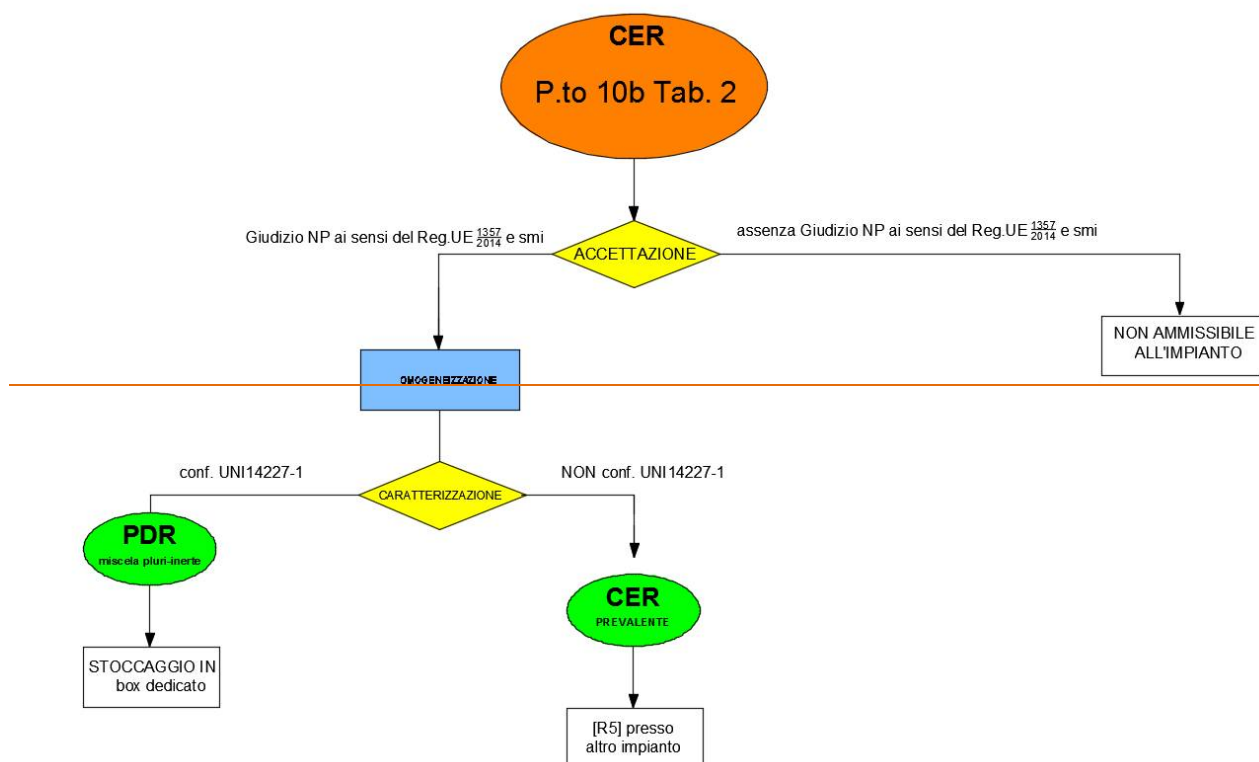 CER
P.to 10b Tab. 2
Giudizio NP ai sensi del Reg.UE 1357/2014 e smi
assenza Giudizio NP ai sensi del Reg.UE 1357/2014 e smi
ACCETTAZIONE
NON AMMISSIBILE
ALL'IMPIANTO
OMOGENEIZZAZIONE
conf. UNI14227-1
NON conf. UNI14227-1
CARATTERIZZAZIONE
PDR
miscela pluri-inerte
CER
PREVALENTE
STOCCAGGIO IN
box dedicato
[R5] presso
altro impianto